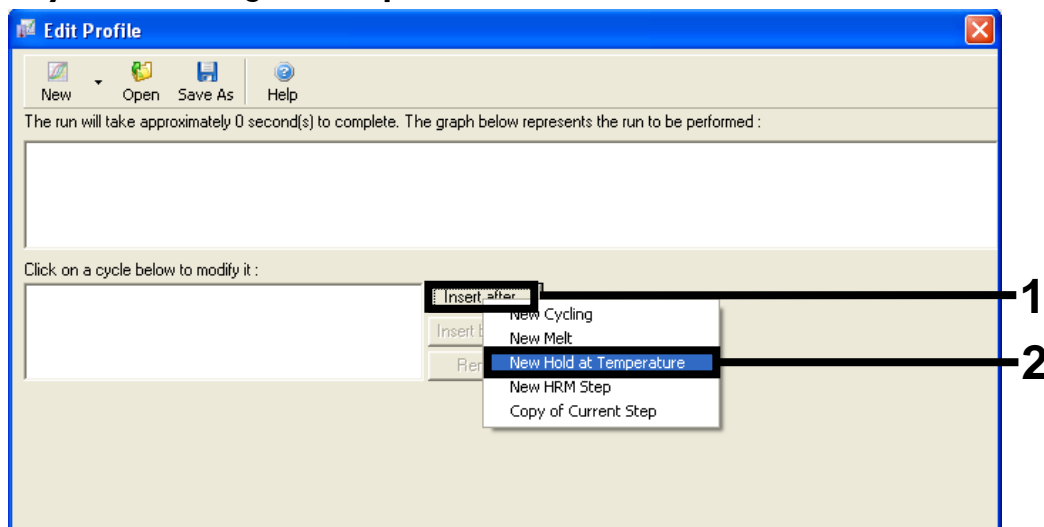 Edit Profile
New Open Save As Help
The run will take approximately 0 second(s) to complete. The graph below represents the run to be performed :
Click on a cycle below to modify it :
Insert after... 1
New Cycling
Insert
New Melt
New Hold at Temperature 2
New HRM Step
Copy of Current Step